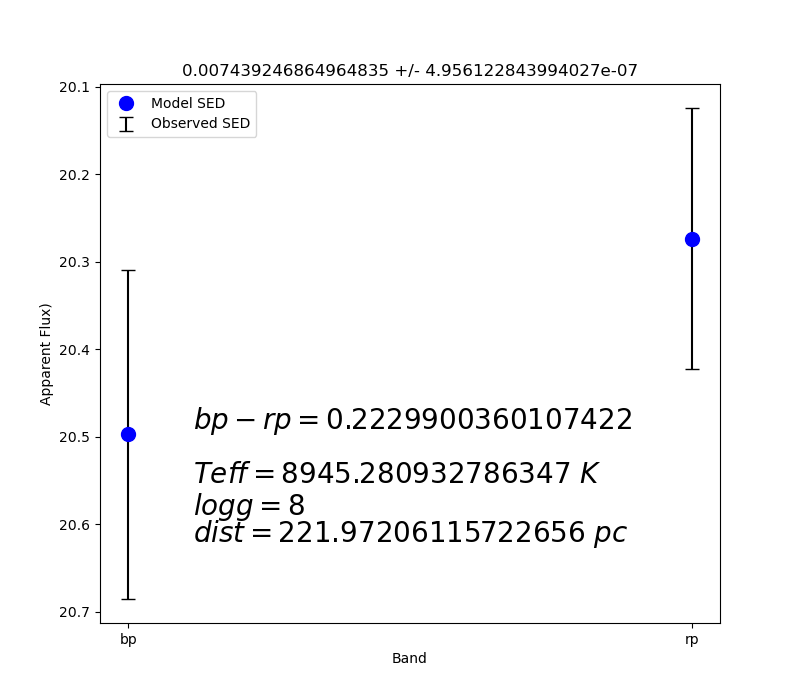 0.007439246864964835 +/- 4.956122843994027e-07
Model SED
Observed SED
20.1
20.2
20.3
20.4
20.5
20.6
20.7
Apparent Flux)
bp − rp = 0.2229900360107422
Teff = 8945.280932786347 K
logg = 8
dist = 221.97206115722656 pc
bp
rp
Band